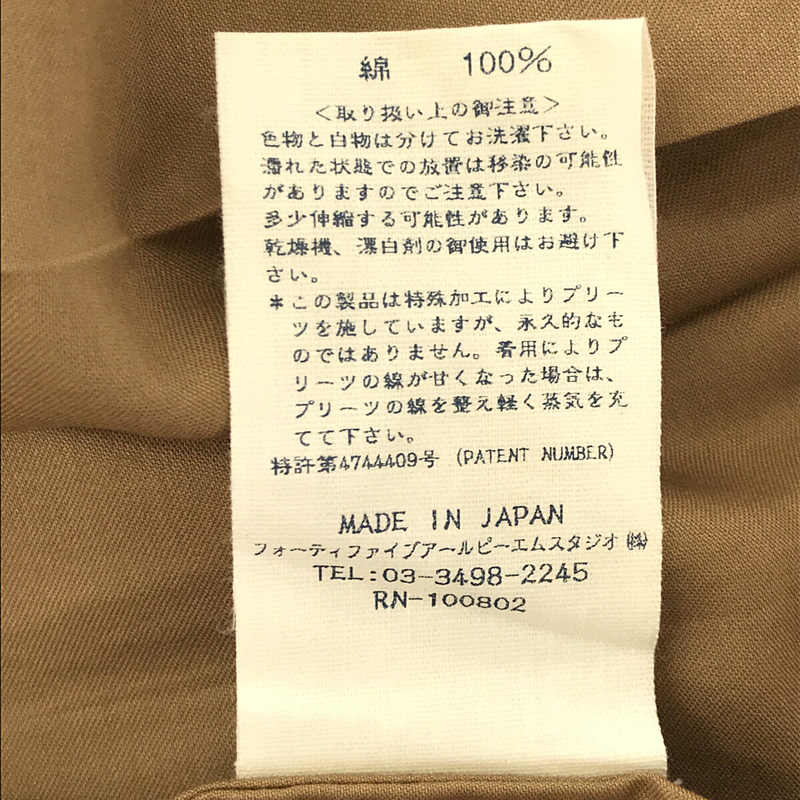 綿 100%
<取り扱い上の御注意>
色物と白物は分けてお洗濯下さい。
濡れた状態での放置は移染の可能性
がありますのでご注意下さい。
多少伸縮する可能性があります。
乾燥機、漂白剤の御使用はお避け下
さい。
*この製品は特殊加工によりプリー
ツを施していますが、永久的なも
のではありません。着用によりプ
リーツの線が甘くなった場合は、
プリーツの線を整え軽く蒸気を充
てて下さい。
特許第4744409号 (PATENT NUMBER)
MADE IN JAPAN
フォーティファイブアールピーエムスタジオ㈱
TEL:03-3498-2245
RN-100802